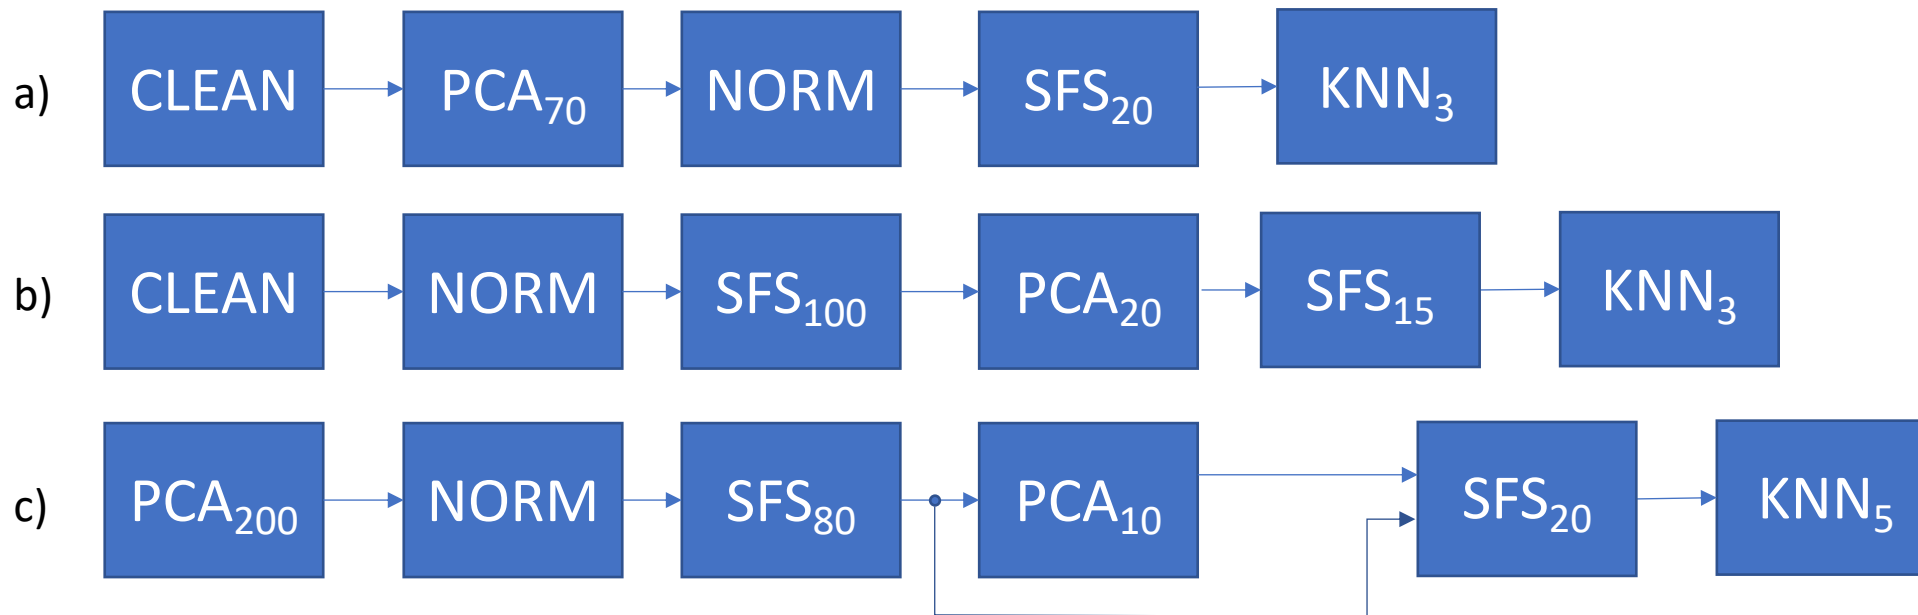 a) CLEAN PCA70 NORM SFS20 KNN3
b) CLEAN NORM SFS100 PCA20 SFS15 KNN3
c) PCA200 NORM SFS80 PCA10 SFS20 KNN5